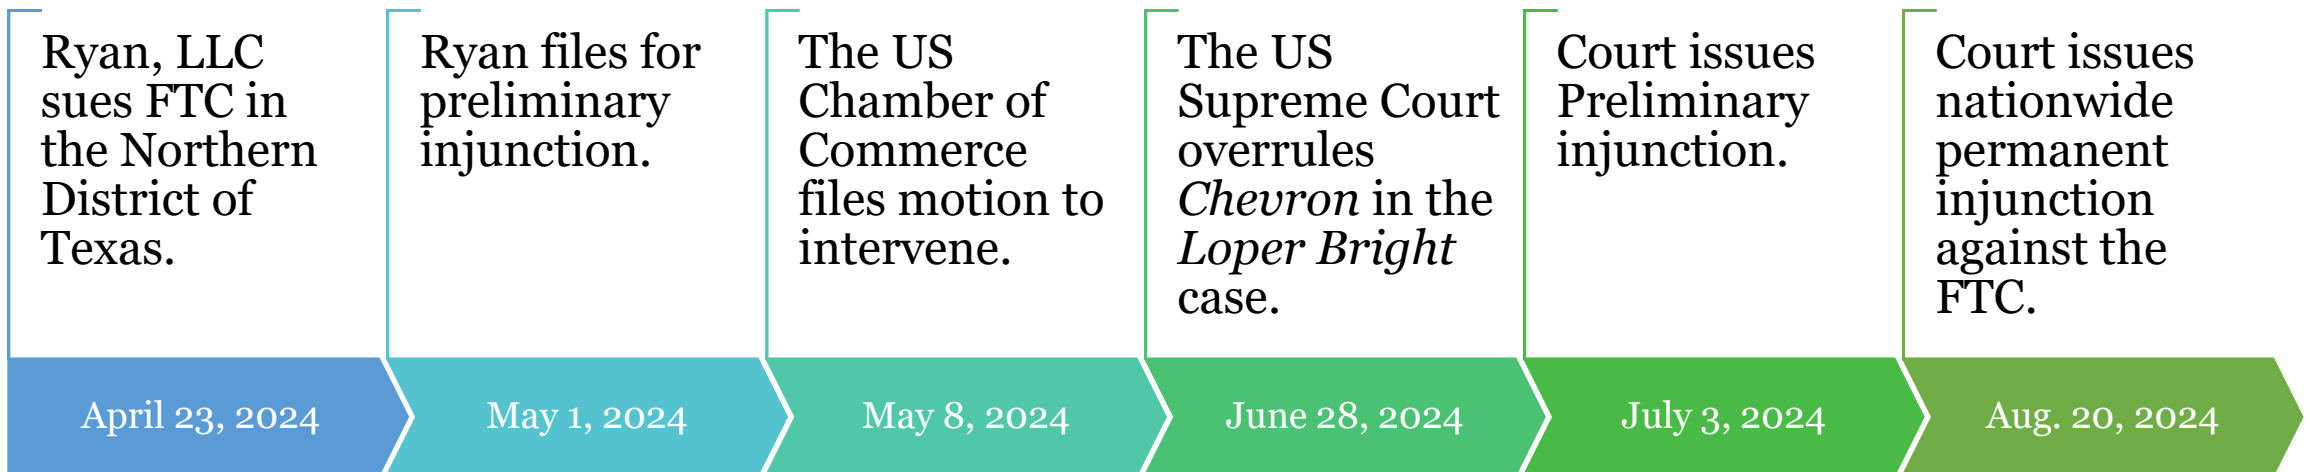 Ryan, LLC
sues FTC in
the Northern
District of
Texas.
April 23, 2024
Ryan files for
preliminary
injunction.
May 1, 2024
The US
Chamber of
Commerce
files motion to
intervene.
May 8, 2024
The US
Supreme Court
overrules
Chevron in the
Loper Bright
case.
June 28, 2024
Court issues
Preliminary
injunction.
July 3, 2024
Court issues
nationwide
permanent
injunction
against the
FTC.
Aug. 20, 2024